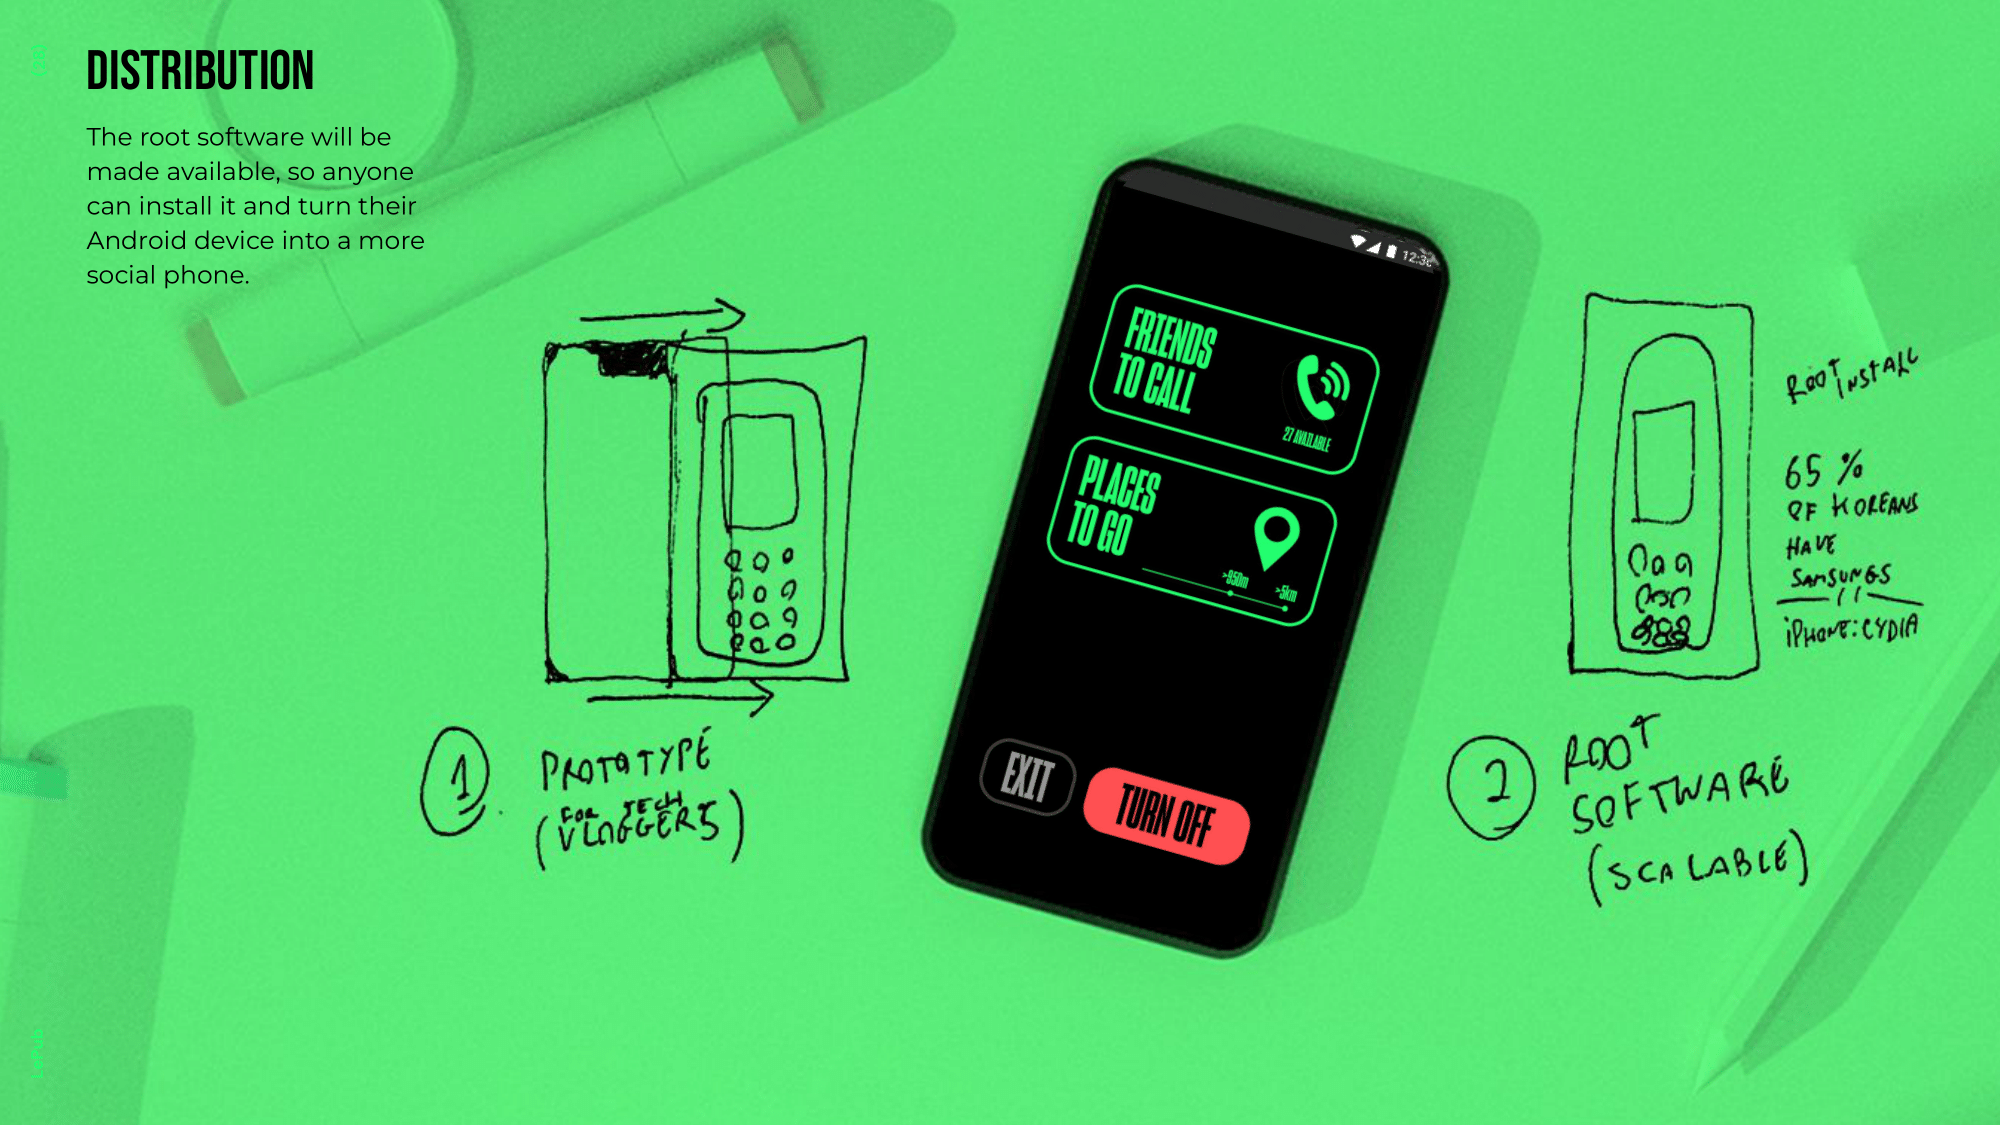 DISTRIBUTION
The root software will be
made available, so anyone
can install it and turn their
Android device into a more
social phone.
1
PROTOTYPE
(FOR TECH
VLOGGERS)
12:30
FRIENDS
TO CALL
27 AVAILABLE
PLACES
TO GO
>950m
>5km
EXIT
TURN OFF
ROOT INSTALL
65 %
OF KOREANS
HAVE
SAMSUNGS
iPHONE: CYDIA
2
ROOT
SOFTWARE
(SCALABLE)
LePub